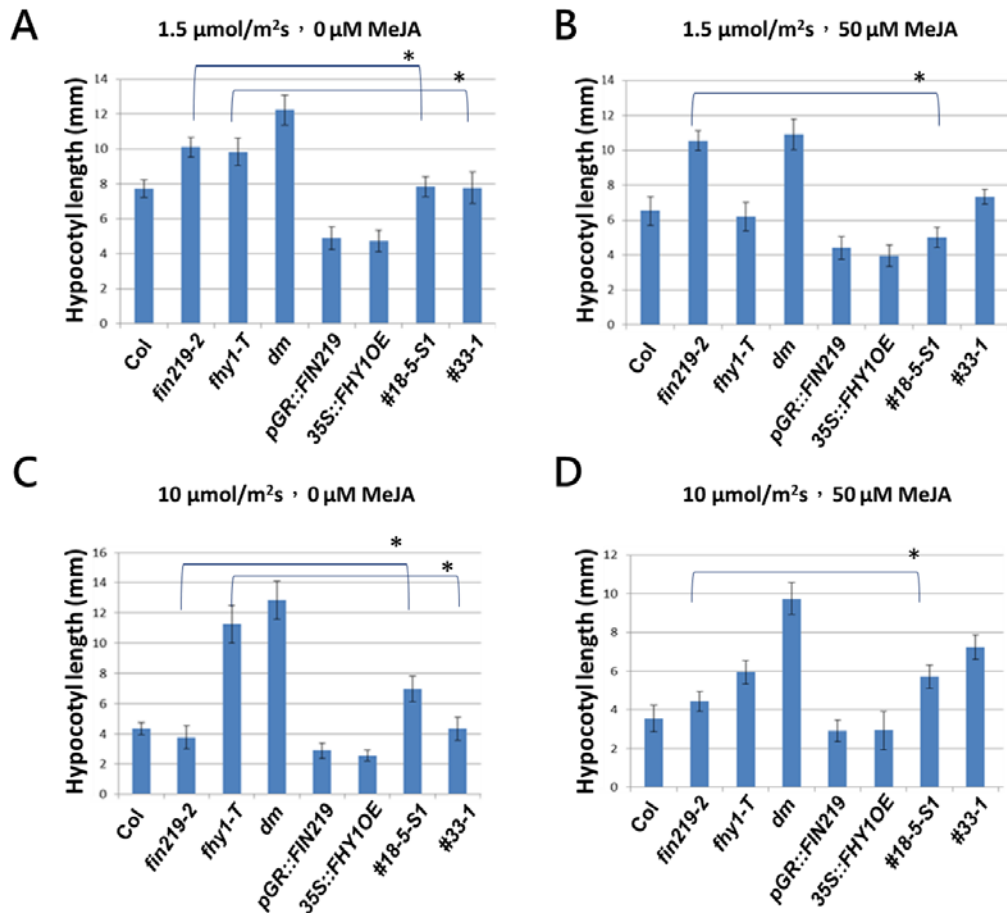 A
1.5 μmol/m²s , 0 μM MeJA
Hypocotyl length (mm)
14
12
10
8
6
4
2
0
*
*
Col
fin219-2
fhy1-T
dm
pGR::FIN219
35S::FHY1OE
#18-5-S1
#33-1
B
1.5 μmol/m²s , 50 μM MeJA
Hypocotyl length (mm)
14
12
10
8
6
4
2
0
*
Col
fin219-2
fhy1-T
dm
pGR::FIN219
35S::FHY1OE
#18-5-S1
#33-1
C
10 μmol/m²s , 0 μM MeJA
Hypocotyl length (mm)
16
14
12
10
8
6
4
2
0
*
*
Col
fin219-2
fhy1-T
dm
pGR::FIN219
35S::FHY1OE
#18-5-S1
#33-1
D
10 μmol/m²s , 50 μM MeJA
Hypocotyl length (mm)
12
10
8
6
4
2
0
*
Col
fin219-2
fhy1-T
dm
pGR::FIN219
35S::FHY1OE
#18-5-S1
#33-1